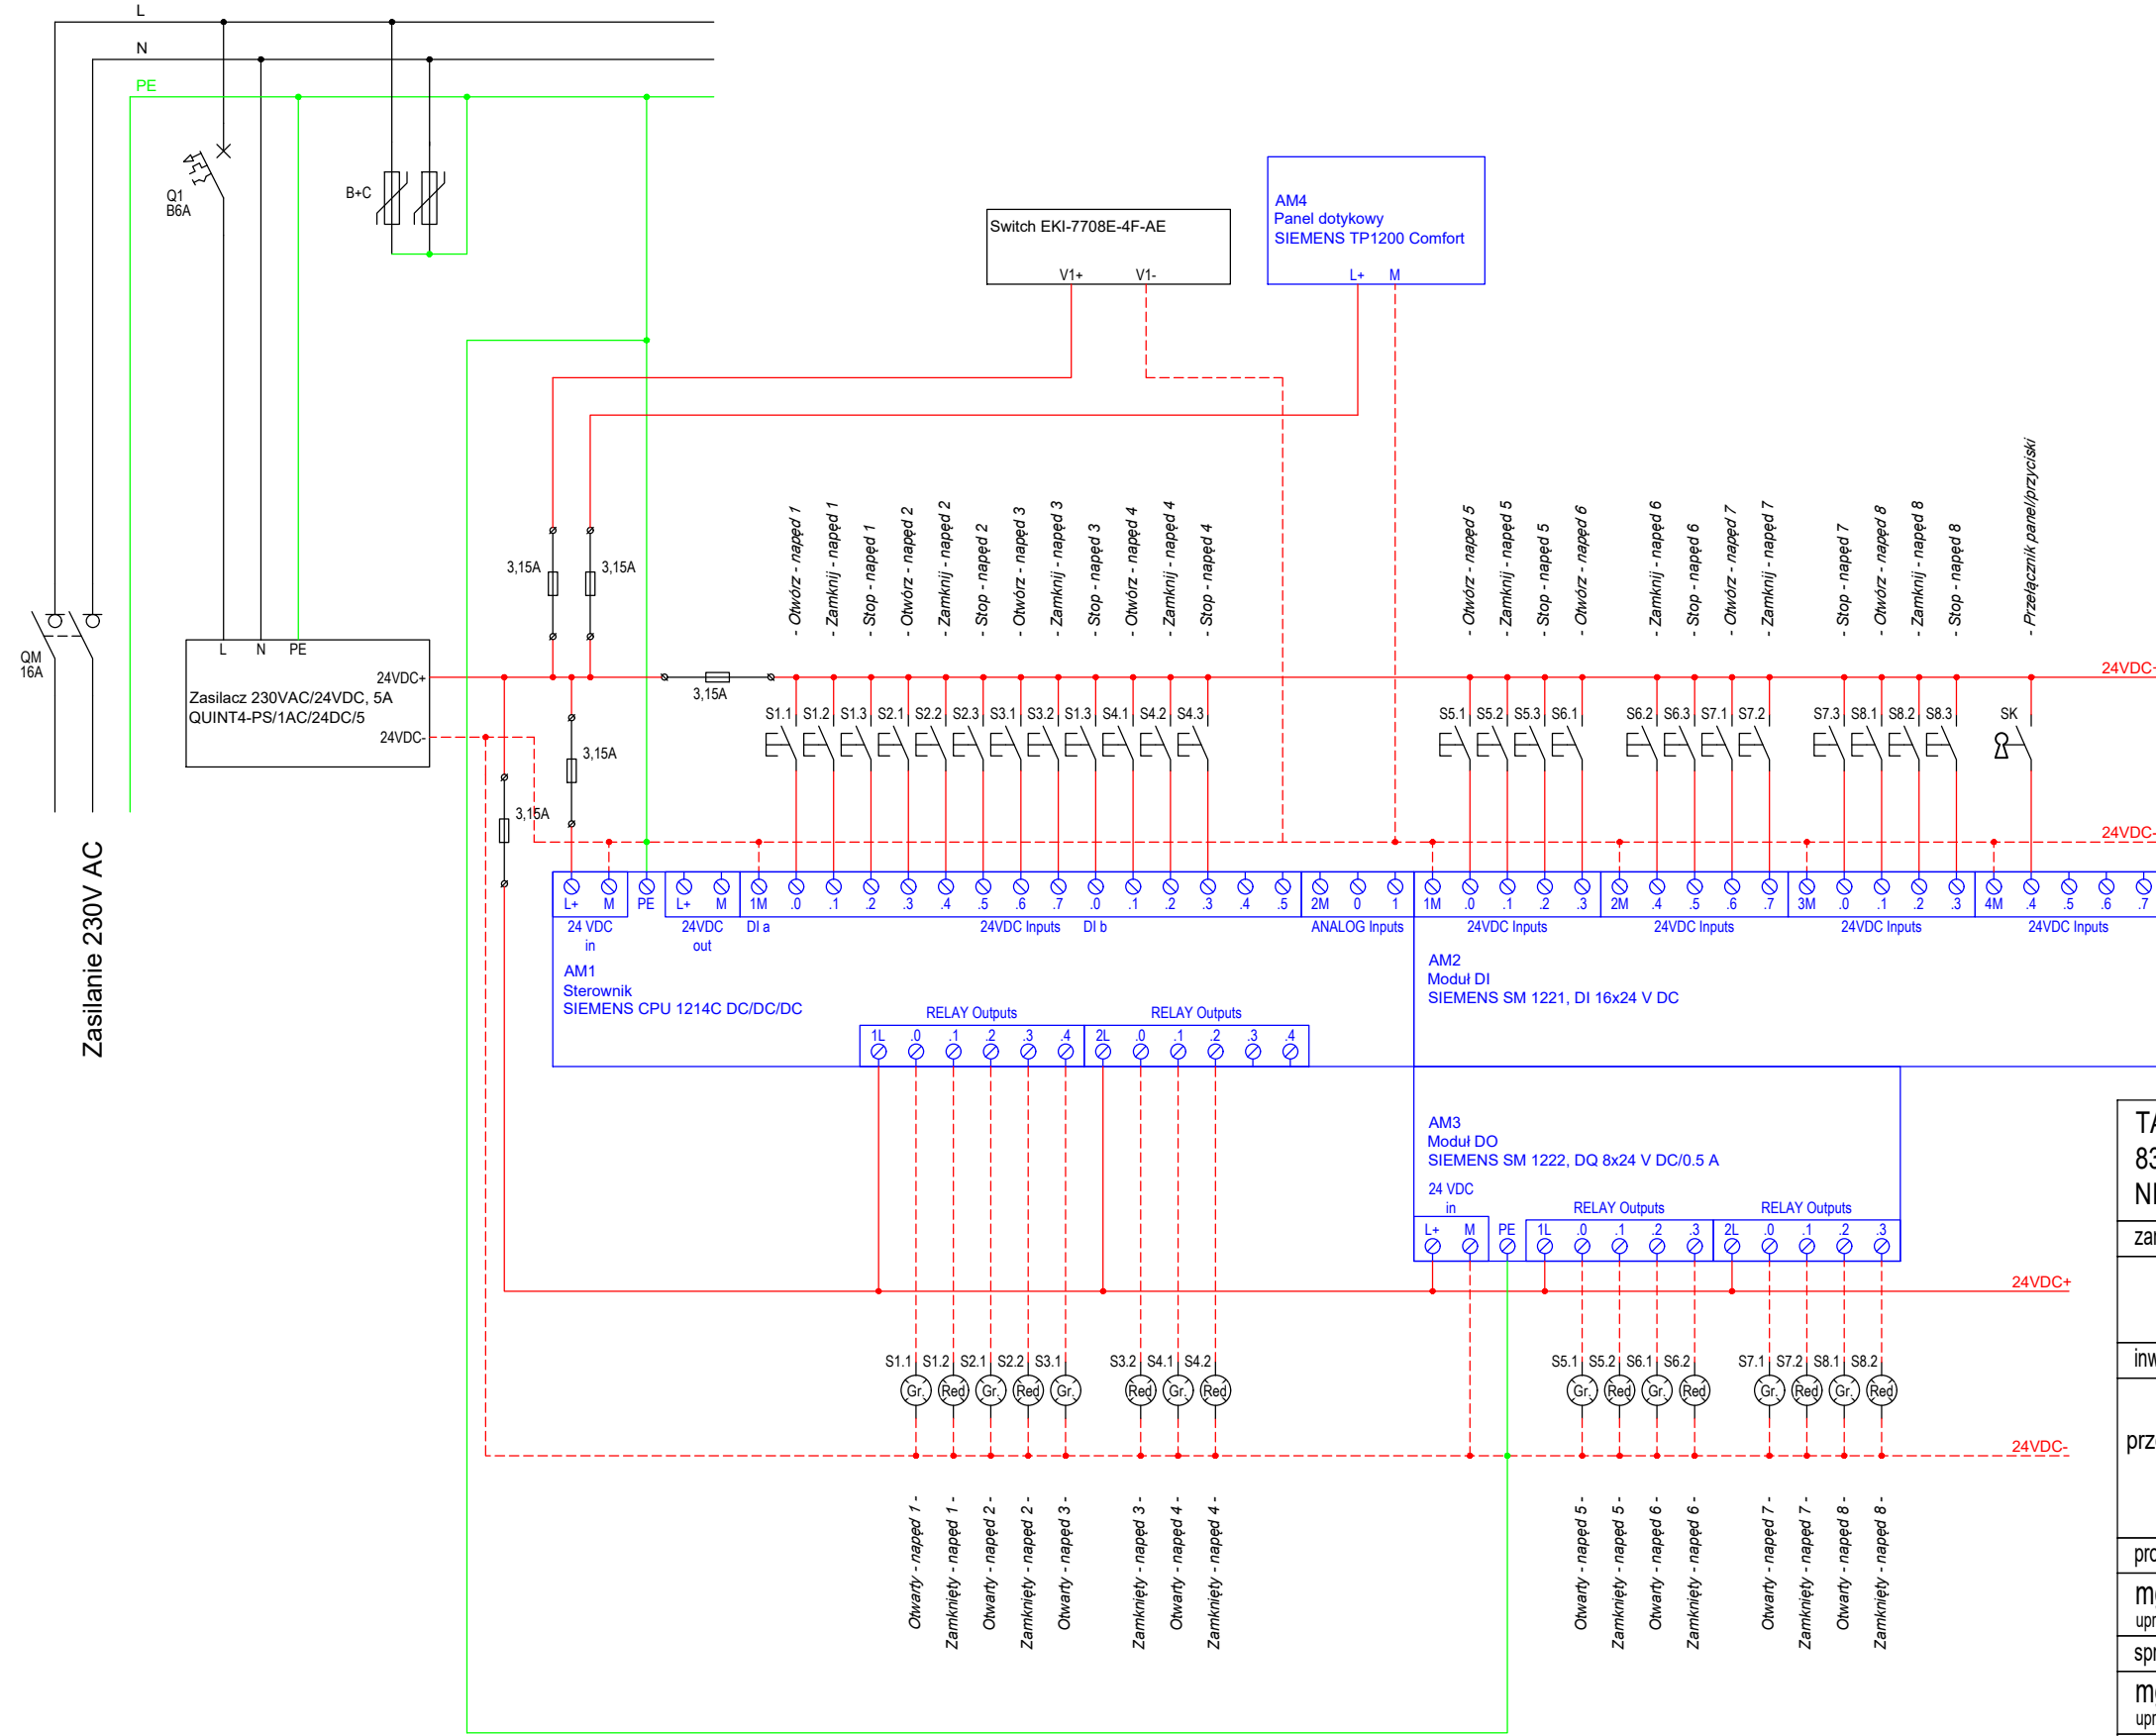 L
N
PE
Q1
B6A
B+C
Switch EKI-7708E-4F-AE
V1+ V1-
AM4
Panel dotykowy
SIEMENS TP1200 Comfort
L+ M
QM
16A
Zasilanie 230V AC
L N PE
24VDC+
Zasilacz 230VAC/24VDC, 5A
QUINT4-PS/1AC/24DC/5
24VDC-
3,15A
3,15A
3,15A
3,15A
3,15A
- Otwórz - napęd 1
- Zamknij - napęd 1
- Stop - napęd 1
- Otwórz - napęd 2
- Zamknij - napęd 2
- Stop - napęd 2
- Otwórz - napęd 3
- Zamknij - napęd 3
- Stop - napęd 3
- Otwórz - napęd 4
- Zamknij - napęd 4
- Stop - napęd 4
- Otwórz - napęd 5
- Zamknij - napęd 5
- Stop - napęd 5
- Otwórz - napęd 6
- Zamknij - napęd 6
- Stop - napęd 6
- Otwórz - napęd 7
- Zamknij - napęd 7
- Stop - napęd 7
- Otwórz - napęd 8
- Zamknij - napęd 8
- Stop - napęd 8
- Przełącznik panel/przyciski
24VDC+
S1.1 S1.2 S1.3 S2.1 S2.2 S2.3 S3.1 S3.2 S1.3 S4.1 S4.2 S4.3 S5.1 S5.2 S5.3 S6.1 S6.2 S6.3 S7.1 S7.2 S7.3 S8.1 S8.2 S8.3 SK
24VDC-
L+ M PE L+ M 1M .0 .1 .2 .3 .4 .5 .6 .7 .0 .1 .2 .3 .4 .5 2M 0 1 1M .0 .1 .2 .3 2M .4 .5 .6 .7 3M .0 .1 .2 .3 4M .4 .5 .6 .7
24 VDC
in
24VDC
out
DI a 24VDC Inputs DI b ANALOG Inputs 24VDC Inputs 24VDC Inputs 24VDC Inputs 24VDC Inputs
AM1
Sterownik
SIEMENS CPU 1214C DC/DC/DC
AM2
Moduł DI
SIEMENS SM 1221, DI 16x24 V DC
RELAY Outputs RELAY Outputs
1L .0 .1 .2 .3 .4 2L .0 .1 .2 .3 .4
AM3
Moduł DO
SIEMENS SM 1222, DQ 8x24 V DC/0.5 A
24 VDC
in
RELAY Outputs RELAY Outputs
L+ M PE 1L .0 .1 .2 .3 2L .0 .1 .2 .3
24VDC+
S1.1 S1.2 S2.1 S2.2 S3.1 S3.2 S4.1 S4.2 S5.1 S5.2 S6.1 S6.2 S7.1 S7.2 S8.1 S8.2
Gr. Red Gr. Red Gr. Red Gr. Red Gr. Red Gr. Red Gr. Red Gr. Red
24VDC-
Otwarty - napęd 1 -
Zamknięty - napęd 1 -
Otwarty - napęd 2 -
Zamknięty - napęd 2 -
Otwarty - napęd 3 -
Zamknięty - napęd 3 -
Otwarty - napęd 4 -
Zamknięty - napęd 4 -
Otwarty - napęd 5 -
Zamknięty - napęd 5 -
Otwarty - napęd 6 -
Zamknięty - napęd 6 -
Otwarty - napęd 7 -
Zamknięty - napęd 7 -
Otwarty - napęd 8 -
Zamknięty - napęd 8 -